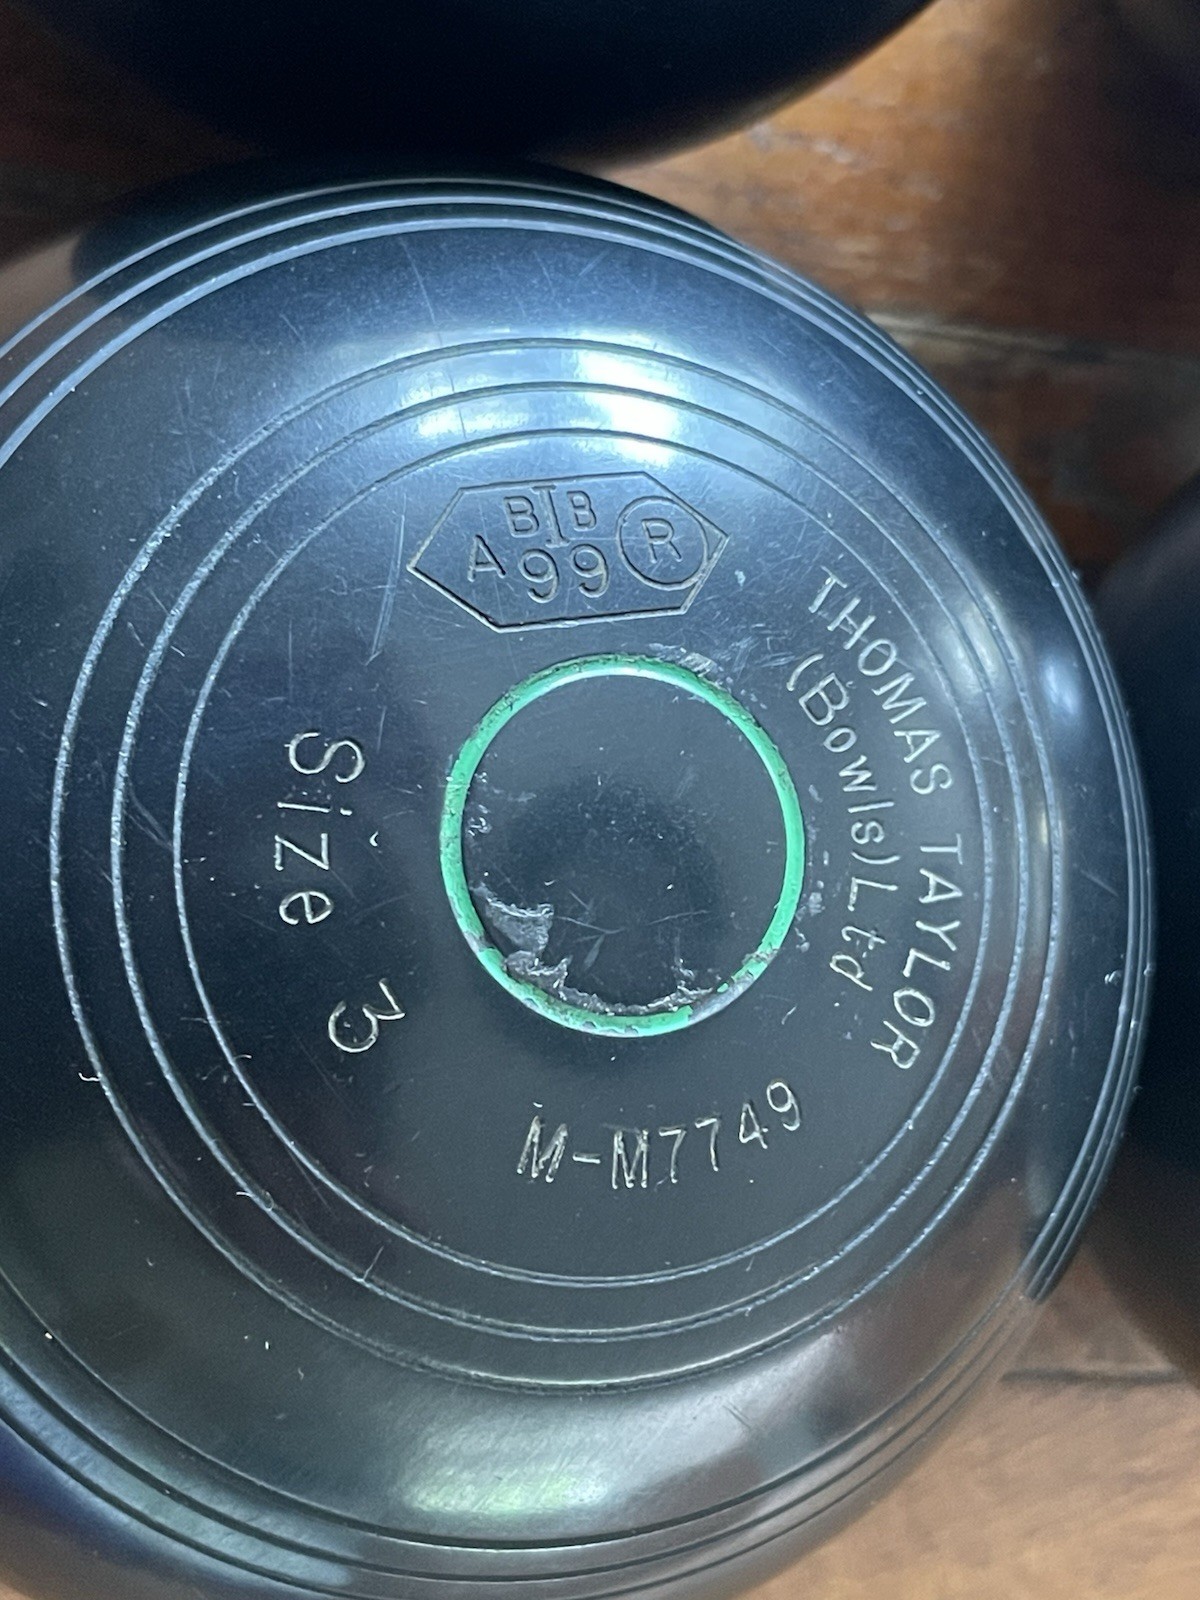 BIB
A 99 R
THOMAS TAYLOR
(Bowls) Ltd
M-M7749
Size 3